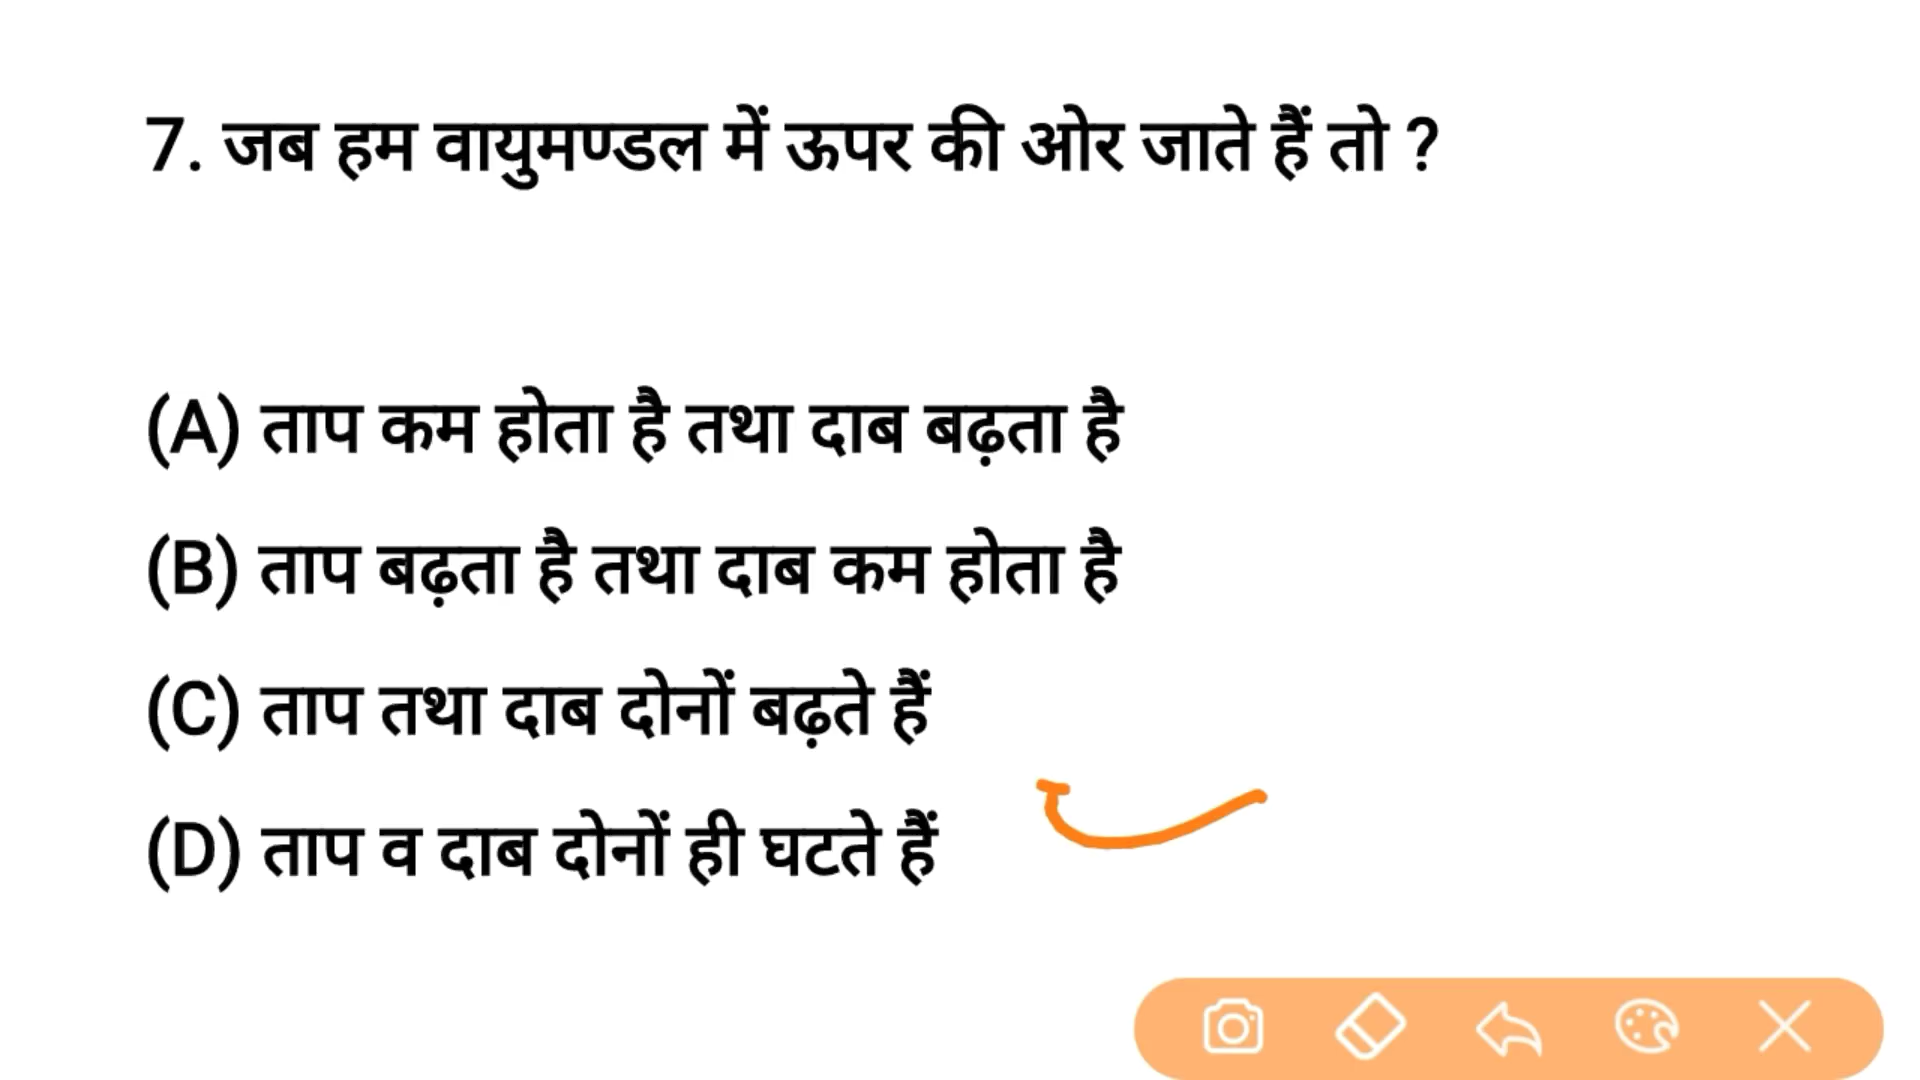 7. जब हम वायुमण्डल में ऊपर की ओर जाते हैं तो ?
(A) ताप कम होता है तथा दाब बढ़ता है
(B) ताप बढ़ता है तथा दाब कम होता है
(C) ताप तथा दाब दोनों बढ़ते हैं
(D) ताप व दाब दोनों ही घटते हैं